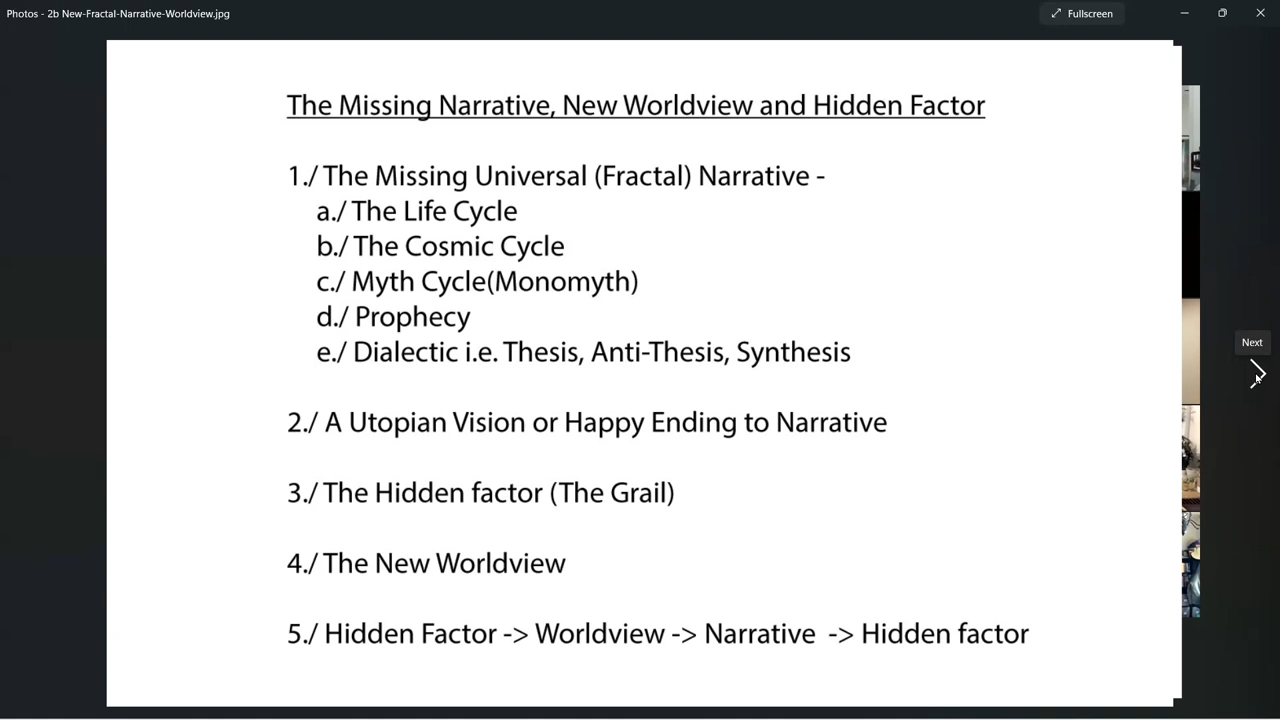 Photos - 2b New-Fractal-Narrative-Worldview.jpg
Fullscreen
The Missing Narrative, New Worldview and Hidden Factor
1./ The Missing Universal (Fractal) Narrative -
a./ The Life Cycle
b./ The Cosmic Cycle
c./ Myth Cycle(Monomyth)
d./ Prophecy
e./ Dialectic i.e. Thesis, Anti-Thesis, Synthesis
Next
2./ A Utopian Vision or Happy Ending to Narrative
3./ The Hidden factor (The Grail)
4./ The New Worldview
5./ Hidden Factor -> Worldview -> Narrative -> Hidden factor